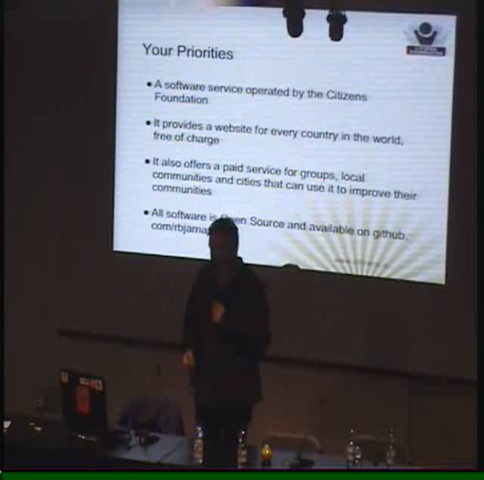 Your Priorities
• A software service operated by the Citizens
Foundation
• It provides a website for every country in the world,
free of charge
• It also offers a paid service for groups, local
communities and cities that can use it to improve their
communities
• All software is Open Source and available on github.
com/rbjarna